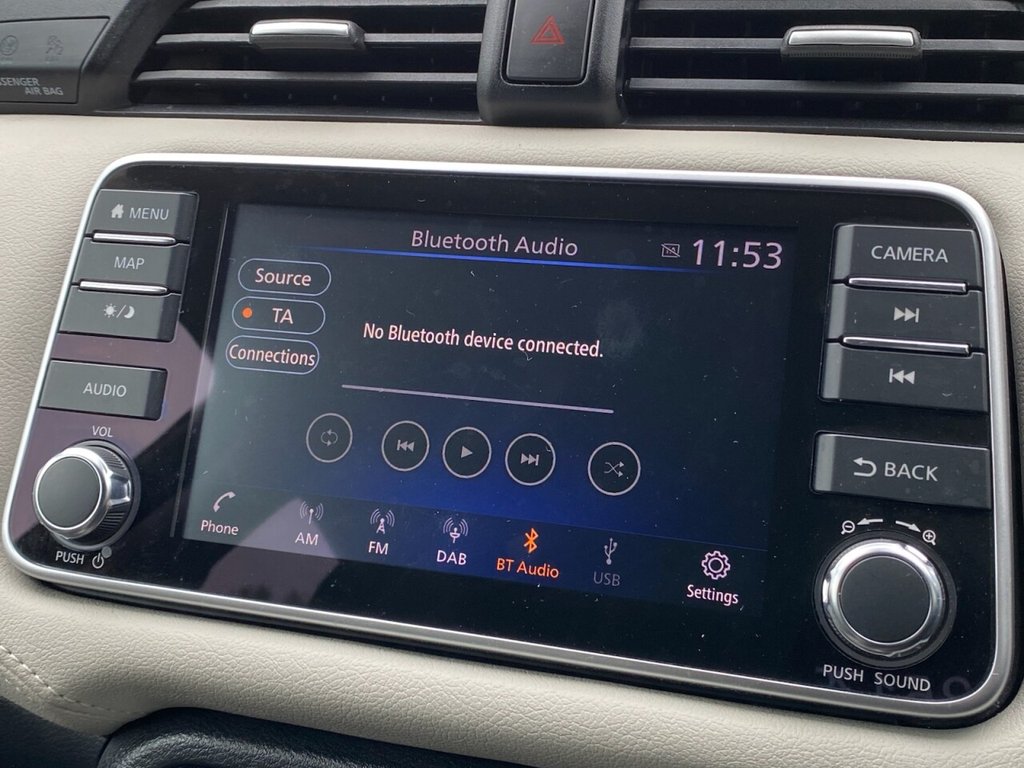 AIR BAG
MENU
MAP
AUDIO
VOL
PUSH
Bluetooth Audio
TA
11:53
Source
TA
Connections
No Bluetooth device connected.
Phone
AM
FM
DAB
BT Audio
USB
Settings
CAMERA
BACK
PUSH SOUND